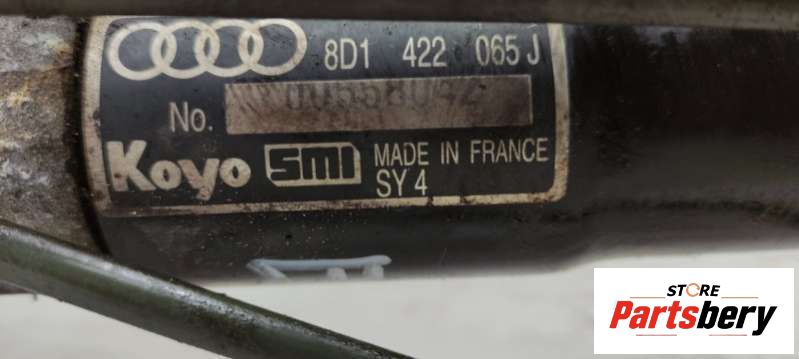 8D1 422 065 J
No.
Koyo SMI MADE IN FRANCE
SY 4
STORE
Partsbery